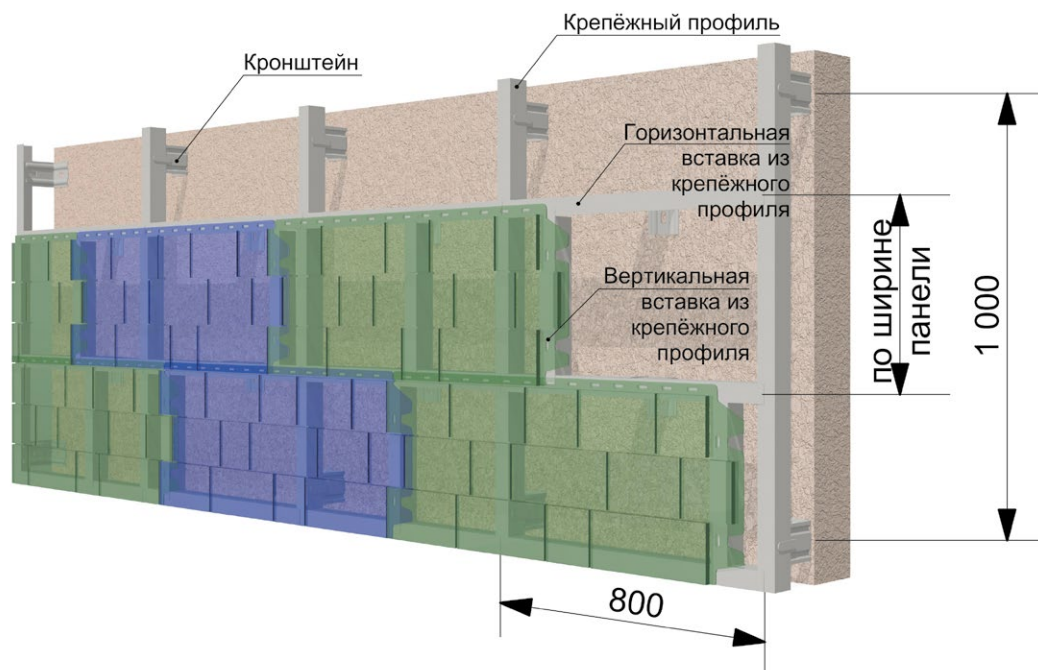 Крепёжный профиль
Кронштейн
Горизонтальная
вставка из
крепёжного
профиля
Вертикальная
вставка из
крепёжного
профиля
по ширине
панели
1 000
800